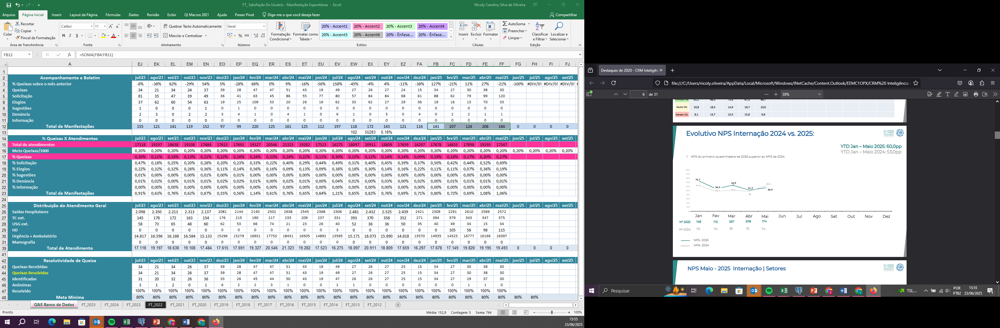 FT_ Satisfação Do Usuário - Manifestação Espontânea - Excel
Nicoly Caroliny Silva de Oliveira
Arquivo Página Inicial Inserir Layout da Página Fórmulas Dados Revisão Exibir QI Macros 2021 Ajuda Power Pivot Diga-me o que você deseja fazer Compartilhar
Colar Recortar Copiar Pincel de Formatação
Calibri 11 N I S
Quebrar Texto Automaticamente
Mesclar e Centralizar
Geral
Formatação Condicional Formatar como Tabela
20% - Accent1 20% - Accent2 20% - Accent3 20% - Accent4
20% - Accent5 20% - Accent6 20% - Ênfase... 20% - Ênfase...
Inserir Excluir Formatar
AutoSoma Preencher Limpar
Classificar e Filtrar Localizar e Selecionar
Área de Transferência Fonte Alinhamento Número Estilos Células Edição
FB12 =SOMA(FB4:FB11)
A EJ EK EL EM EN EO EP EQ ER ES ET EU EV EW EX EY EZ FA FB FC FD FE FF FG FH FI FJ
1
2 Acompanhamento e Boletim jul/23 ago/23 set/23 out/23 nov/23 dez/23 jan/24 fev/24 mar/24 abr/24 mai/24 jun/24 jul/24 ago/24 set/24 out/24 nov/24 dez/24 jan/25 fev/25 mar/25 abr/25 mai/25 jun/25 jul/25 ago/25 set/25
3 % Queixas sobre o mês anterior -8% -38% 62% -29% 54% 5% -28% 68% 0% 9% -16% -56% 158% -45% -4% 4% -11% -38% 127% -21% 11% 27% -21% -100% #DIV/0! #DIV/0! #DIV/0!
4 Queixas 34 21 34 24 37 39 28 47 47 51 43 19 49 27 26 27 24 15 34 27 30 38 30
5 Solicitação 81 35 47 39 49 36 41 63 45 86 55 77 80 57 84 84 68 61 88 62 79 99 120
8 Elogios 37 62 60 54 63 19 25 109 33 20 26 16 62 33 62 27 29 36 19 16 13 70 33
9 Sugestões 1 0 0 0 1 0 1 0 0 0 0 0 0 0 0 0 0 0 0 0 0 0 0
10 Denúncia 2 3 0 2 2 3 4 1 0 4 1 0 6 1 0 5 0 4 0 2 2 1 1
11 Informação 0 0 0 0 0 0 0 0 0 0 0 0 0 0 0 0 0 0 0 0 0 0 0
12 Total de Manifestações 155 121 141 119 152 97 99 220 125 161 125 112 197 118 172 143 121 116 141 107 124 208 184 0 0 0 0
13 102 55283 0,18%
14 % Queixas X Atendimentos jul/23 ago/23 set/23 out/23 nov/23 dez/23 jan/24 fev/24 mar/24 abr/24 mai/24 jun/24 jul/24 ago/24 set/24 out/24 nov/24 dez/24 jan/25 fev/25 mar/25 abr/25 mai/25 jun/25 jul/25 ago/25 set/25
15 Total de atendimentos 17118 19197 18638 19108 17484 17615 17691 19327 20546 21323 19282 17523 16275 18097 20911 18809 17659 16297 17678 14833 17898 19195 17347
16 Meta Queixas/1000 0,20% 0,20% 0,20% 0,20% 0,20% 0,20% 0,20% 0,20% 0,20% 0,20% 0,20% 0,20% 0,20% 0,20% 0,20% 0,20% 0,20% 0,20% 0,20% 0,20% 0,20% 0,20% 0,20% 0,20% 0,20% 0,20% 0,20%
17 % Queixas 0,20% 0,11% 0,18% 0,13% 0,21% 0,22% 0,16% 0,24% 0,23% 0,24% 0,22% 0,11% 0,30% 0,15% 0,12% 0,14% 0,14% 0,09% 0,19% 0,18% 0,17% 0,20% 0,17%
18 % Solicitação 0,47% 0,18% 0,25% 0,20% 0,28% 0,20% 0,23% 0,33% 0,22% 0,40% 0,29% 0,44% 0,49% 0,31% 0,40% 0,45% 0,39% 0,37% 0,50% 0,42% 0,44% 0,52% 0,69%
19 % Elogios 0,22% 0,32% 0,32% 0,28% 0,36% 0,11% 0,14% 0,56% 0,16% 0,09% 0,13% 0,09% 0,38% 0,18% 0,30% 0,14% 0,16% 0,22% 0,11% 0,11% 0,07% 0,36% 0,19%
20 % Sugestões 0,01% 0,00% 0,00% 0,00% 0,01% 0,00% 0,01% 0,00% 0,00% 0,00% 0,00% 0,00% 0,00% 0,00% 0,00% 0,00% 0,00% 0,00% 0,00% 0,00% 0,00% 0,00% 0,00%
21 % Denúncia 0,01% 0,02% 0,00% 0,01% 0,01% 0,02% 0,02% 0,01% 0,00% 0,02% 0,01% 0,00% 0,04% 0,01% 0,00% 0,03% 0,00% 0,02% 0,00% 0,01% 0,01% 0,01% 0,01%
22 % Informação 0,00% 0,00% 0,00% 0,00% 0,00% 0,00% 0,00% 0,00% 0,00% 0,00% 0,00% 0,00% 0,00% 0,00% 0,00% 0,00% 0,00% 0,00% 0,00% 0,00% 0,00% 0,00% 0,00%
23 Total de Manifestações 0,91% 0,63% 0,76% 0,62% 0,87% 0,55% 0,56% 1,14% 0,61% 0,76% 0,65% 0,64% 1,21% 0,65% 0,82% 0,76% 0,69% 0,71% 0,80% 0,72% 0,69% 1,08% 1,06%
24
25 Distribuição do Atendimento Geral jul/23 ago/23 set/23 out/23 nov/23 dez/23 jan/24 fev/24 mar/24 abr/24 mai/24 jun/24 jul/24 ago/24 set/24 out/24 nov/24 dez/24 jan/25 fev/25 mar/25 abr/25 mai/25 jun/25 jul/25 ago/25 set/25
26 Saídas Hospitalares 2.098 2.350 2.213 2.313 2.137 2081 2144 2140 2502 2638 2545 2368 2306 2.481 2.432 2.525 2.439 2421 2309 2291 2610 2569 2572
27 TC ext. 145 178 172 163 154 176 215 190 217 233 209 237 331 393 370 358 352 271 394 379 343 347 375
28 USG ext. 58 73 65 48 60 62 53 66 74 21 23 26 40 52 36 36 50 35 40 49 34 15 34
29 HD 0 0 0 0 0 0 0 0 0 0 0 0 3 0 0 0 0 0 0 105 56 98 115
30 Urgência + Ambulatório 14.817 16.596 16.188 16.584 15.133 15296 15279 16931 17753 18431 16505 14892 13595 15.171 18.073 15.890 14.818 13570 14935 14325 16777 16166 16397
31 Mamografia 0 0 0 0 0 0 0 0 0 0 0 0 0 0 0 0 0 0 0 0 0 0 0
39 Total de Atendimento 17.118 19.197 18.638 19.108 17.484 17.615 17.691 19.327 20.546 21.323 19.282 17.523 16.275 18.097 20.911 18.809 17.659 16.297 17.678 17.149 19.820 19.195 19.493 0 0 0 0
41
42 Resolutividade de Queixa jul/23 ago/23 set/23 out/23 nov/23 dez/23 jan/24 fev/24 mar/24 abr/24 mai/24 jun/24 jul/24 ago/24 set/24 out/24 nov/24 dez/24 jan/25 fev/25 mar/25 abr/25 mai/25 jun/25 jul/25 ago/25 set/25
43 Queixas Recebidas 34 21 34 26 37 39 28 47 47 51 43 19 49 27 26 27 25 15 34 27 30 38 30
44 Queixas Resolvidas 34 21 34 26 37 39 28 47 47 51 43 19 49 27 26 27 25 15 34 27 30 38 30
45 Identificadas 31 20 32 26 36 33 26 45 44 50 43 19 47 26 26 27 25 15 34 27 29 37 30
46 Anônimas 3 1 2 0 1 6 2 2 3 1 0 0 2 1 0 0 0 0 0 0 1 1 0
47 Resolvido 100% 100% 100% 100% 100% 100% 100% 100% 100% 100% 100% 100% 100% 100% 100% 100% 100% 100% 100% 100% 100% 100% 100%
48 Meta Mínima 80% 80% 80% 80% 80% 80% 80% 80% 80% 80% 80% 80% 80% 80% 80% 80% 80% 80% 80% 80% 80% 80% 80% 80% 80%
Q&S Banco de Dados FT_2025 FT_2024 FT_2023 FT_2022 FT_2021 FT_2020 FT_2019 FT_2018 FT_2017 FT_2016 FT_2015 FT_2014 FT_2013 FT_2012
Pronto Média: 152,8 Contagem: 5 Soma: 764 100%
15:55
23/06/2025
Destaques de 2020 - CRM Inteligên
file:///C:/Users/nicoly.oliveira/AppData/Local/Microsoft/Windows/INetCache/Content.Outlook/EEMC1OPX/CRM%20 Inteligência
6 de 31 30%
Promotor (%) 81,1 68,0 74,8 67,5 66,7
Neutro (%) 10,8 18,3 14,9 16,7 23,6
Detrator (%) 8,1 13,7 10,3 15,8 9,8
Evolutivo NPS Internação 2024 vs. 2025:
m'boi mirim
YTD Jan – Maio 2025: 60,0pp
YTD Jan – Maio 2024: 53,0pp
1. NPS do primeiro quadrimestre de 2025 superior ao NPS de 2024.
73,7 54,3 62,9 51,7 56,9
61,4 48 62,2
Jan Fev Mar Abr Mai Jun Jul Ago Set Out Nov Dez
Nº 2025 148 175 267 208 174
Nº 2024 70 74 95 75 74
NPS- 2025
NPS- 2024
NPS Maio - 2025 Internação | Setores
m'boi mirim
Pesquisar
TSL...
POR
PTB2
15:55
23/06/2025
5